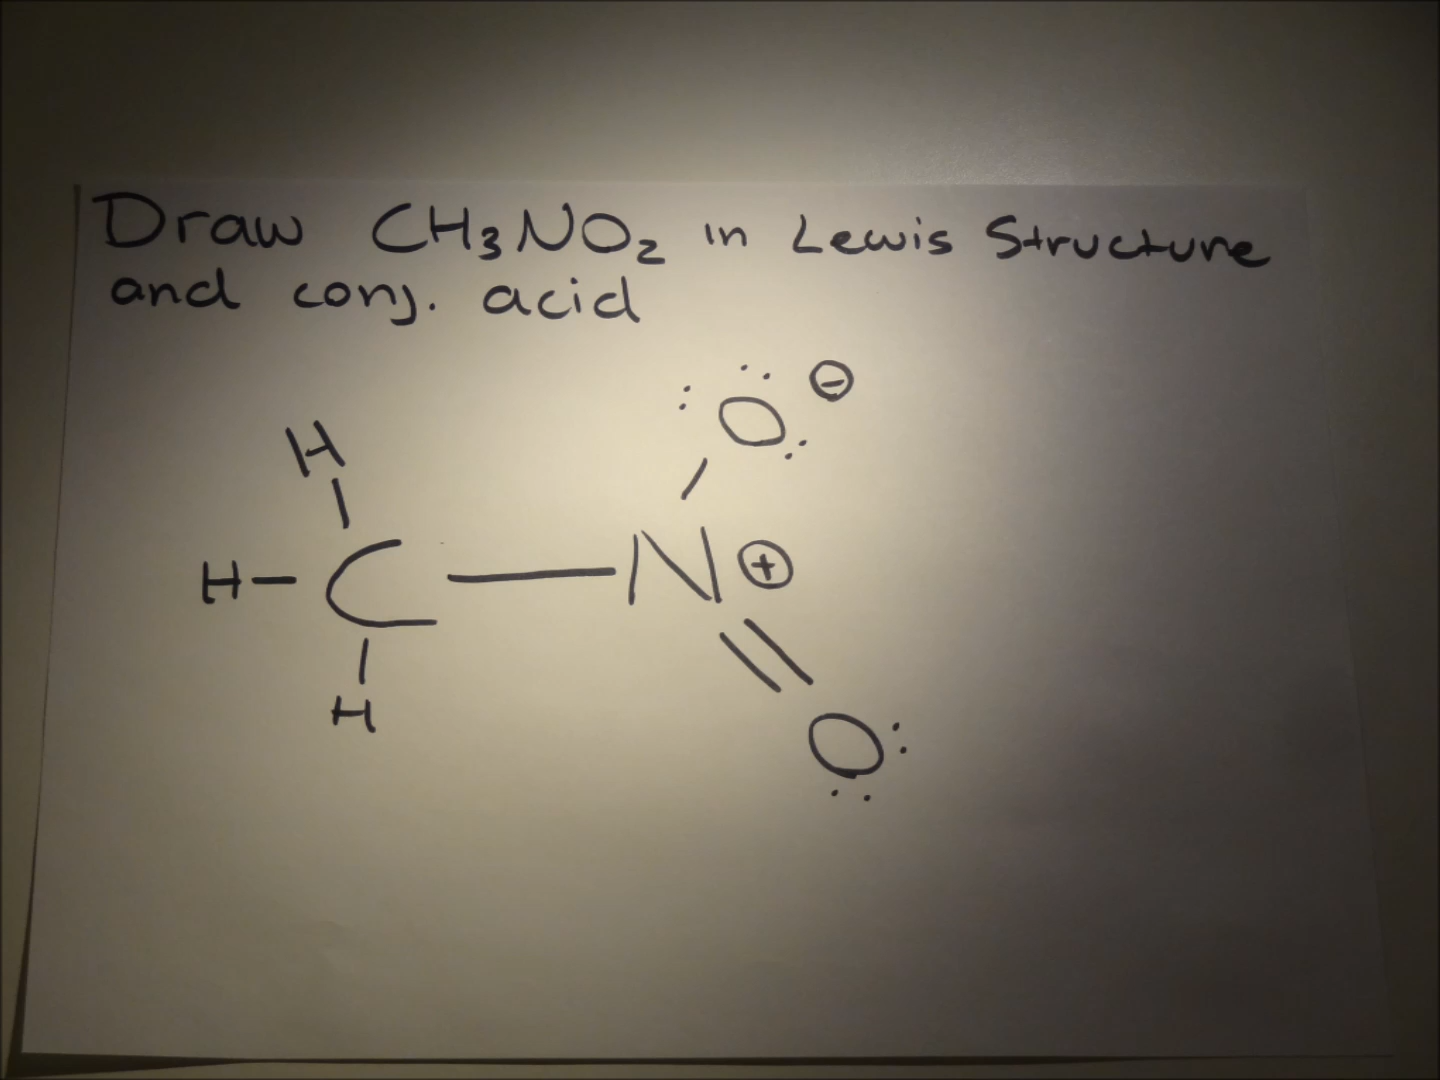 Draw CH₃NO₂ in Lewis Structure
and conj. acid
O ⊖
H
H – C — N ⊕
H
O